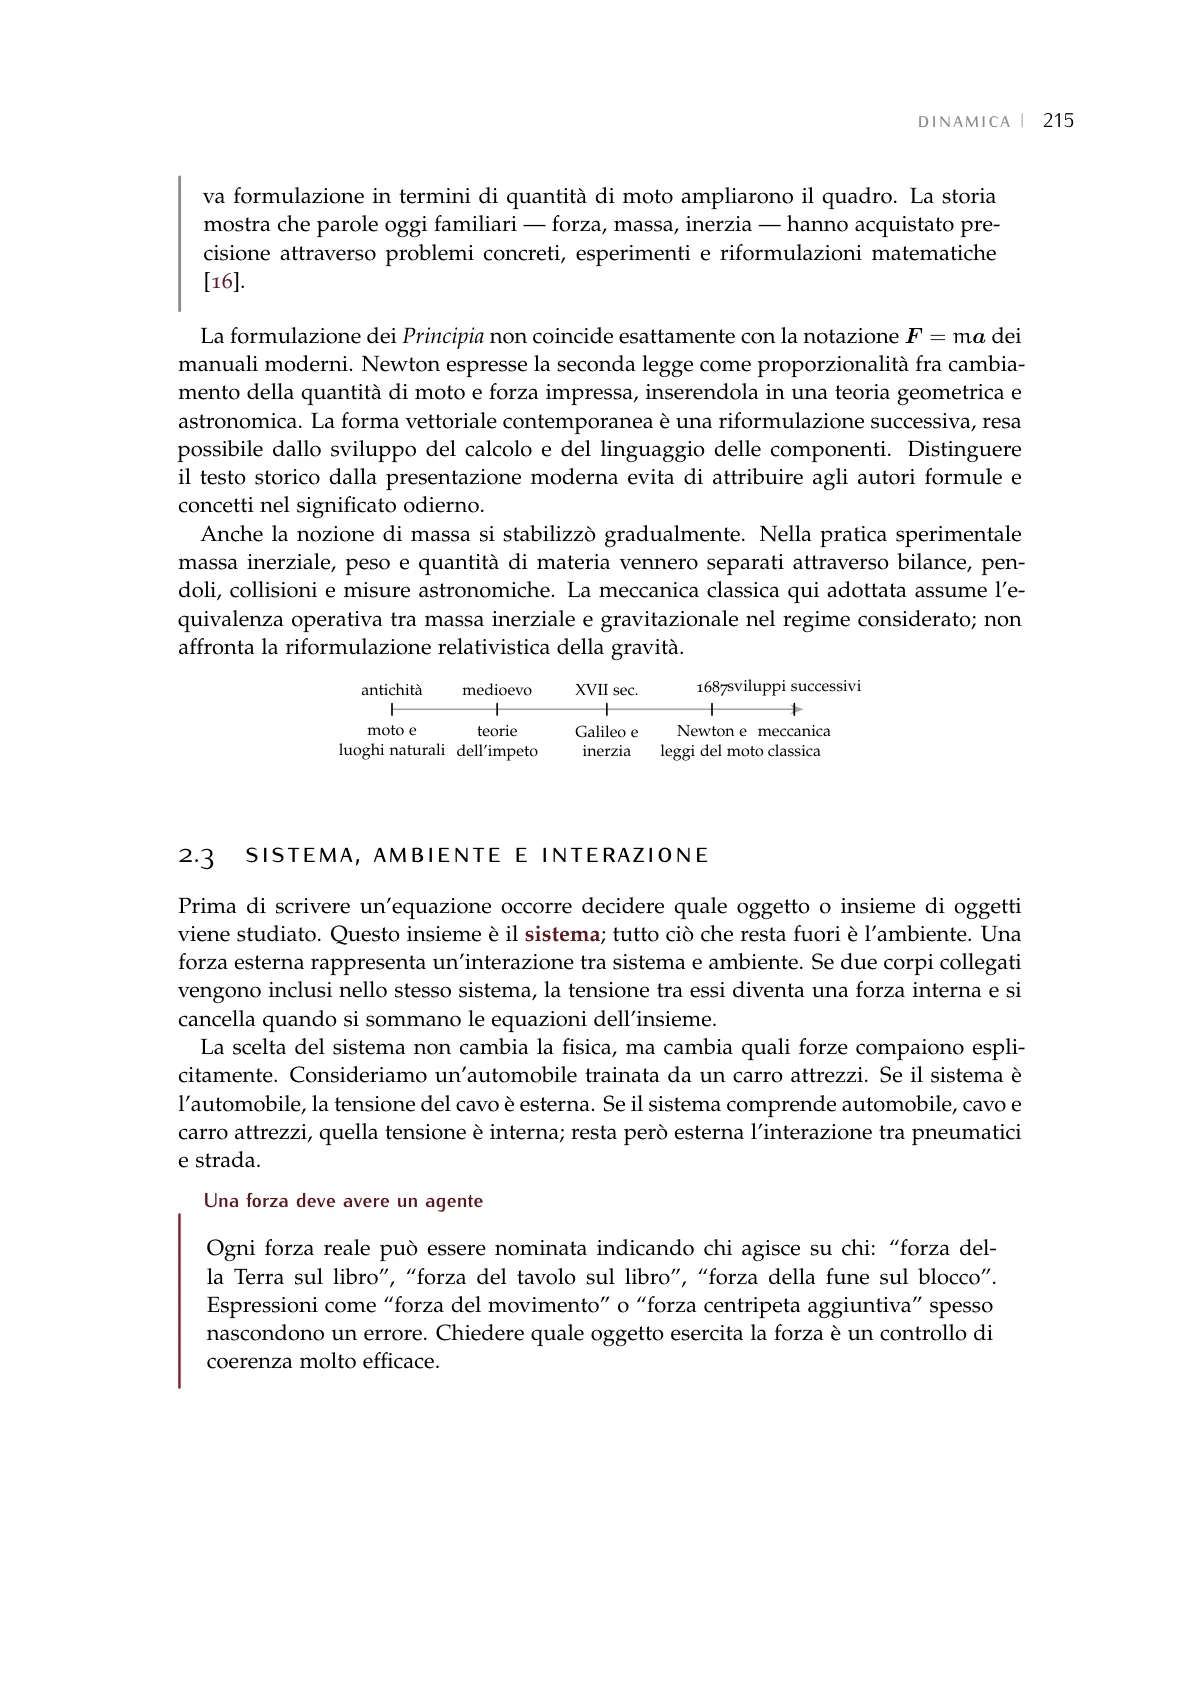 DINAMICA | 215
va formulazione in termini di quantità di moto ampliarono il quadro. La storia
mostra che parole oggi familiari — forza, massa, inerzia — hanno acquistato pre-
cisione attraverso problemi concreti, esperimenti e riformulazioni matematiche
[16].
La formulazione dei Principia non coincide esattamente con la notazione F = ma dei
manuali moderni. Newton espresse la seconda legge come proporzionalità fra cambia-
mento della quantità di moto e forza impressa, inserendola in una teoria geometrica e
astronomica. La forma vettoriale contemporanea è una riformulazione successiva, resa
possibile dallo sviluppo del calcolo e del linguaggio delle componenti. Distinguere
il testo storico dalla presentazione moderna evita di attribuire agli autori formule e
concetti nel significato odierno.
Anche la nozione di massa si stabilizzò gradualmente. Nella pratica sperimentale
massa inerziale, peso e quantità di materia vennero separati attraverso bilance, pen-
doli, collisioni e misure astronomiche. La meccanica classica qui adottata assume l'e-
quivalenza operativa tra massa inerziale e gravitazionale nel regime considerato; non
affronta la riformulazione relativistica della gravità.
antichità medioevo XVII sec. 1687 sviluppi successivi
moto e teorie Galileo e Newton e meccanica
luoghi naturali dell'impeto inerzia leggi del moto classica
2.3 SISTEMA, AMBIENTE E INTERAZIONE
Prima di scrivere un'equazione occorre decidere quale oggetto o insieme di oggetti
viene studiato. Questo insieme è il sistema; tutto ciò che resta fuori è l'ambiente. Una
forza esterna rappresenta un'interazione tra sistema e ambiente. Se due corpi collegati
vengono inclusi nello stesso sistema, la tensione tra essi diventa una forza interna e si
cancella quando si sommano le equazioni dell'insieme.
La scelta del sistema non cambia la fisica, ma cambia quali forze compaiono espli-
citamente. Consideriamo un'automobile trainata da un carro attrezzi. Se il sistema è
l'automobile, la tensione del cavo è esterna. Se il sistema comprende automobile, cavo e
carro attrezzi, quella tensione è interna; resta però esterna l'interazione tra pneumatici
e strada.
Una forza deve avere un agente
Ogni forza reale può essere nominata indicando chi agisce su chi: “forza del-
la Terra sul libro”, “forza del tavolo sul libro”, “forza della fune sul blocco”.
Espressioni come “forza del movimento” o “forza centripeta aggiuntiva” spesso
nascondono un errore. Chiedere quale oggetto esercita la forza è un controllo di
coerenza molto efficace.